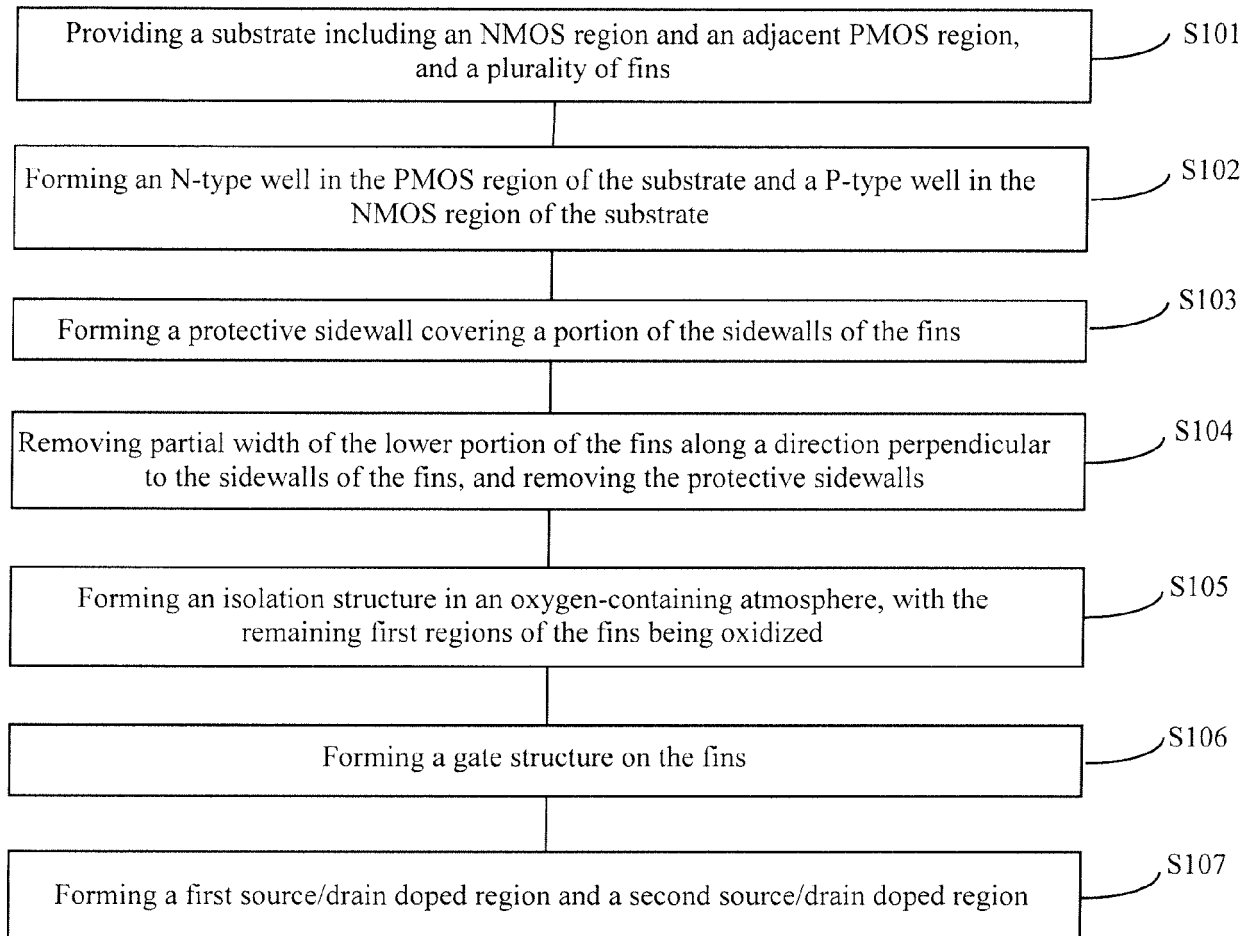 Providing a substrate including an NMOS region and an adjacent PMOS region,
and a plurality of fins
S101
Forming an N-type well in the PMOS region of the substrate and a P-type well in the
NMOS region of the substrate
S102
Forming a protective sidewall covering a portion of the sidewalls of the fins
S103
Removing partial width of the lower portion of the fins along a direction perpendicular
to the sidewalls of the fins, and removing the protective sidewalls
S104
Forming an isolation structure in an oxygen-containing atmosphere, with the
remaining first regions of the fins being oxidized
S105
Forming a gate structure on the fins
S106
Forming a first source/drain doped region and a second source/drain doped region
S107